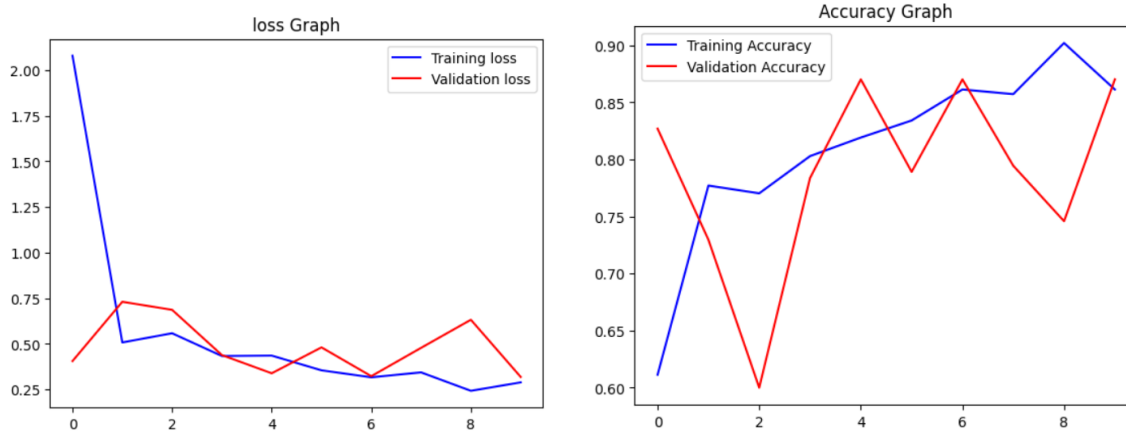 loss Graph
Training loss
Validation loss
2.00
1.75
1.50
1.25
1.00
0.75
0.50
0.25
0 2 4 6 8
Accuracy Graph
Training Accuracy
Validation Accuracy
0.90
0.85
0.80
0.75
0.70
0.65
0.60
0 2 4 6 8